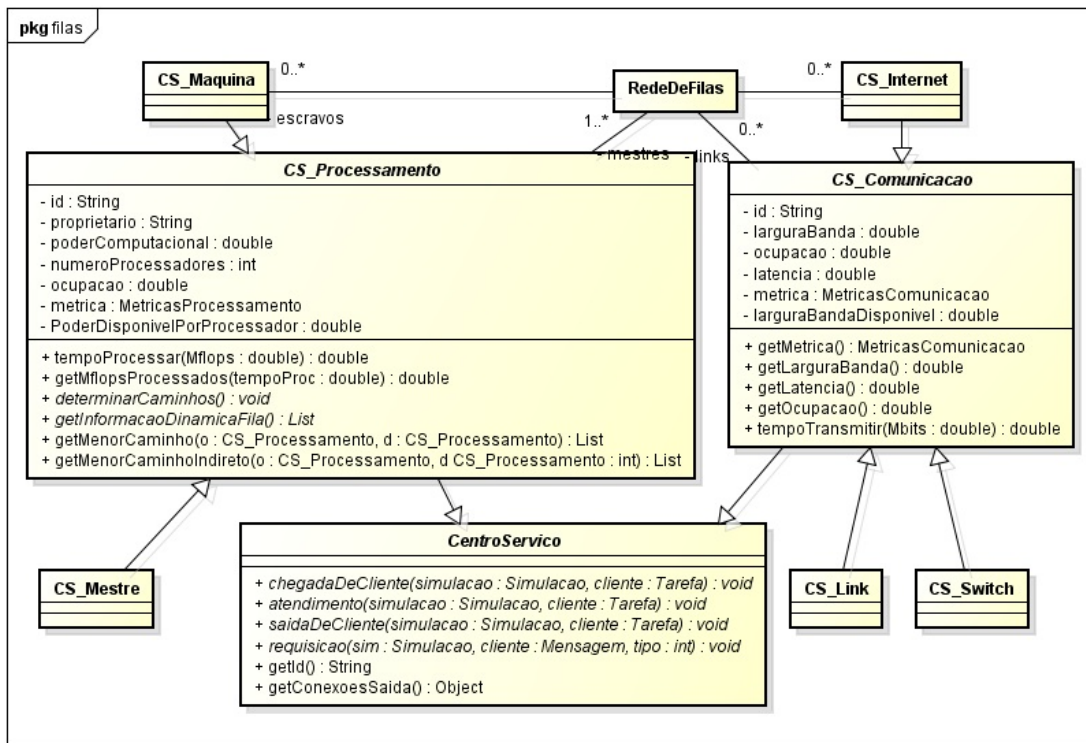 pkg filas
CS_Maquina
0..*
RedeDeFilas
0..*
CS_Internet
- escravos
1..*
- mestres
0..*
- links
CS_Processamento
- id : String
- proprietario : String
- poderComputacional : double
- numeroProcessadores : int
- ocupacao : double
- metrica : MetricasProcessamento
- PoderDisponivelPorProcessador : double
+ tempoProcessar(Mflops : double) : double
+ getMflopsProcessados(tempoProc : double) : double
+ determinarCaminhos() : void
+ getInformacaoDinamicaFila() : List
+ getMenorCaminho(o : CS_Processamento, d : CS_Processamento) : List
+ getMenorCaminhoIndireto(o : CS_Processamento, d CS_Processamento : int) : List
CS_Comunicacao
- id : String
- larguraBanda : double
- ocupacao : double
- latencia : double
- metrica : MetricasComunicacao
- larguraBandaDisponivel : double
+ getMetrica() : MetricasComunicacao
+ getLarguraBanda() : double
+ getLatencia() : double
+ getOcupacao() : double
+ tempoTransmitir(Mbits : double) : double
CS_Mestre
CentroServico
+ chegadaDeCliente(simulacao : Simulacao, cliente : Tarefa) : void
+ atendimento(simulacao : Simulacao, cliente : Tarefa) : void
+ saidaDeCliente(simulacao : Simulacao, cliente : Tarefa) : void
+ requisicao(sim : Simulacao, cliente : Mensagem, tipo : int) : void
+ getId() : String
+ getConexoesSaida() : Object
CS_Link
CS_Switch